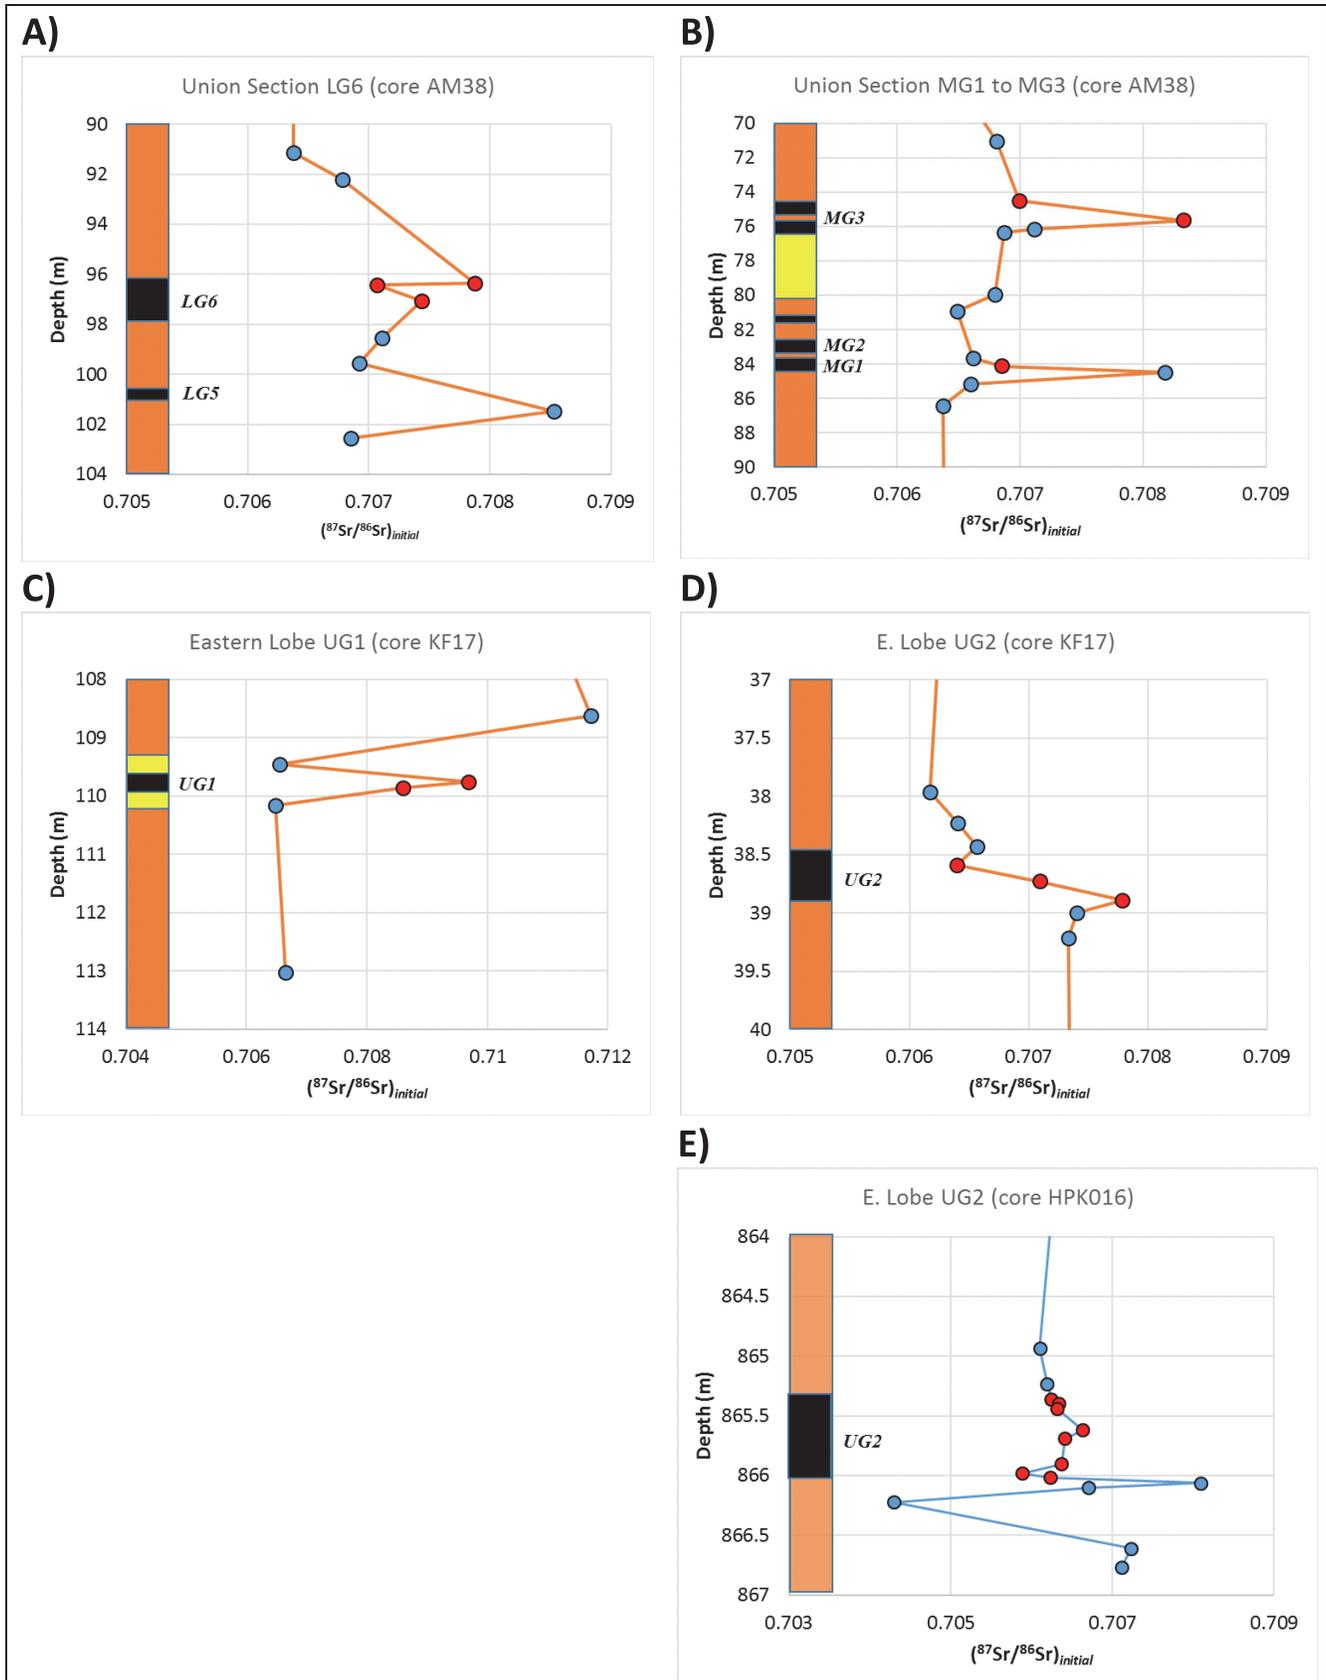 A)
Union Section LG6 (core AM38)
90
92
94
96
98
100
102
104
Depth (m)
LG6
LG5
0.705 0.706 0.707 0.708 0.709
(⁸⁷Sr/⁸⁶Sr)initial
B)
Union Section MG1 to MG3 (core AM38)
70
72
74
76
78
80
82
84
86
88
90
Depth (m)
MG3
MG2
MG1
0.705 0.706 0.707 0.708 0.709
(⁸⁷Sr/⁸⁶Sr)initial
C)
Eastern Lobe UG1 (core KF17)
108
109
110
111
112
113
114
Depth (m)
UG1
0.704 0.706 0.708 0.71 0.712
(⁸⁷Sr/⁸⁶Sr)initial
D)
E. Lobe UG2 (core KF17)
37
37.5
38
38.5
39
39.5
40
Depth (m)
UG2
0.705 0.706 0.707 0.708 0.709
(⁸⁷Sr/⁸⁶Sr)initial
E)
E. Lobe UG2 (core HPK016)
864
864.5
865
865.5
866
866.5
867
Depth (m)
UG2
0.703 0.705 0.707 0.709
(⁸⁷Sr/⁸⁶Sr)initial